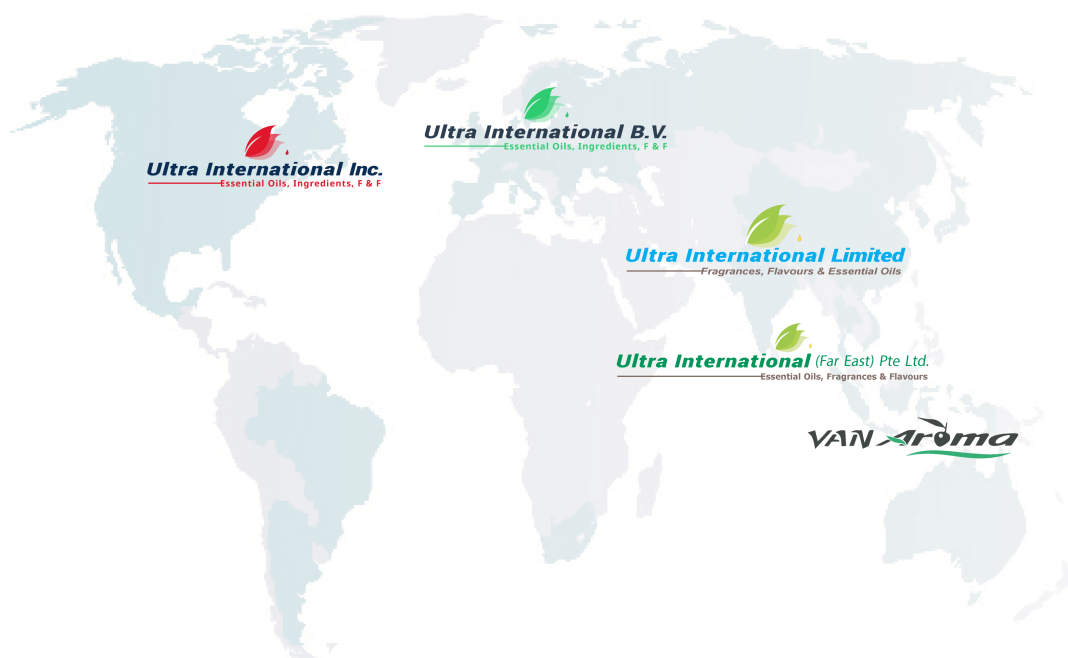 Ultra International B.V.
Essential Oils, Ingredients, F & F
Ultra International Inc.
Essential Oils, Ingredients, F & F
Ultra International Limited
Fragrances, Flavours & Essential Oils
Ultra International (Far East) Pte Ltd.
Essential Oils, Fragrances & Flavours
VAN Aroma